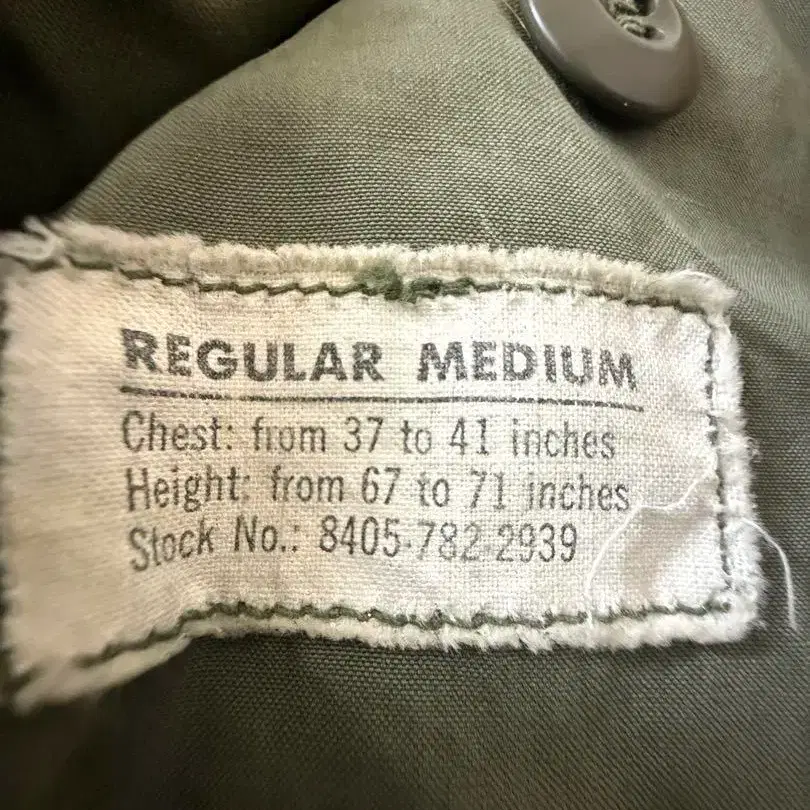 REGULAR MEDIUM
Chest: from 37 to 41 inches
Height: from 67 to 71 inches
Stock No.: 8405-782-2939